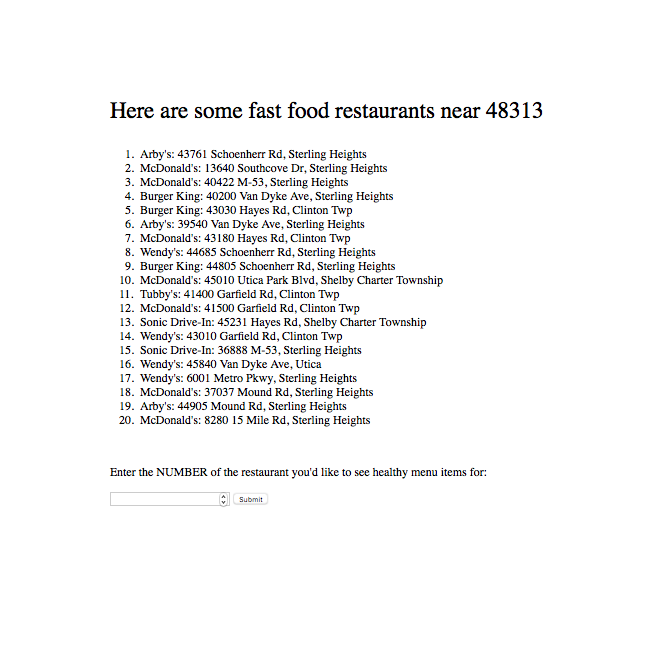 Here are some fast food restaurants near 48313
1. Arby's: 43761 Schoenherr Rd, Sterling Heights
2. McDonald's: 13640 Southcove Dr, Sterling Heights
3. McDonald's: 40422 M-53, Sterling Heights
4. Burger King: 40200 Van Dyke Ave, Sterling Heights
5. Burger King: 43030 Hayes Rd, Clinton Twp
6. Arby's: 39540 Van Dyke Ave, Sterling Heights
7. McDonald's: 43180 Hayes Rd, Clinton Twp
8. Wendy's: 44685 Schoenherr Rd, Sterling Heights
9. Burger King: 44805 Schoenherr Rd, Sterling Heights
10. McDonald's: 45010 Utica Park Blvd, Shelby Charter Township
11. Tubby's: 41400 Garfield Rd, Clinton Twp
12. McDonald's: 41500 Garfield Rd, Clinton Twp
13. Sonic Drive-In: 45231 Hayes Rd, Shelby Charter Township
14. Wendy's: 43010 Garfield Rd, Clinton Twp
15. Sonic Drive-In: 36888 M-53, Sterling Heights
16. Wendy's: 45840 Van Dyke Ave, Utica
17. Wendy's: 6001 Metro Pkwy, Sterling Heights
18. McDonald's: 37037 Mound Rd, Sterling Heights
19. Arby's: 44905 Mound Rd, Sterling Heights
20. McDonald's: 8280 15 Mile Rd, Sterling Heights
Enter the NUMBER of the restaurant you'd like to see healthy menu items for:
Submit